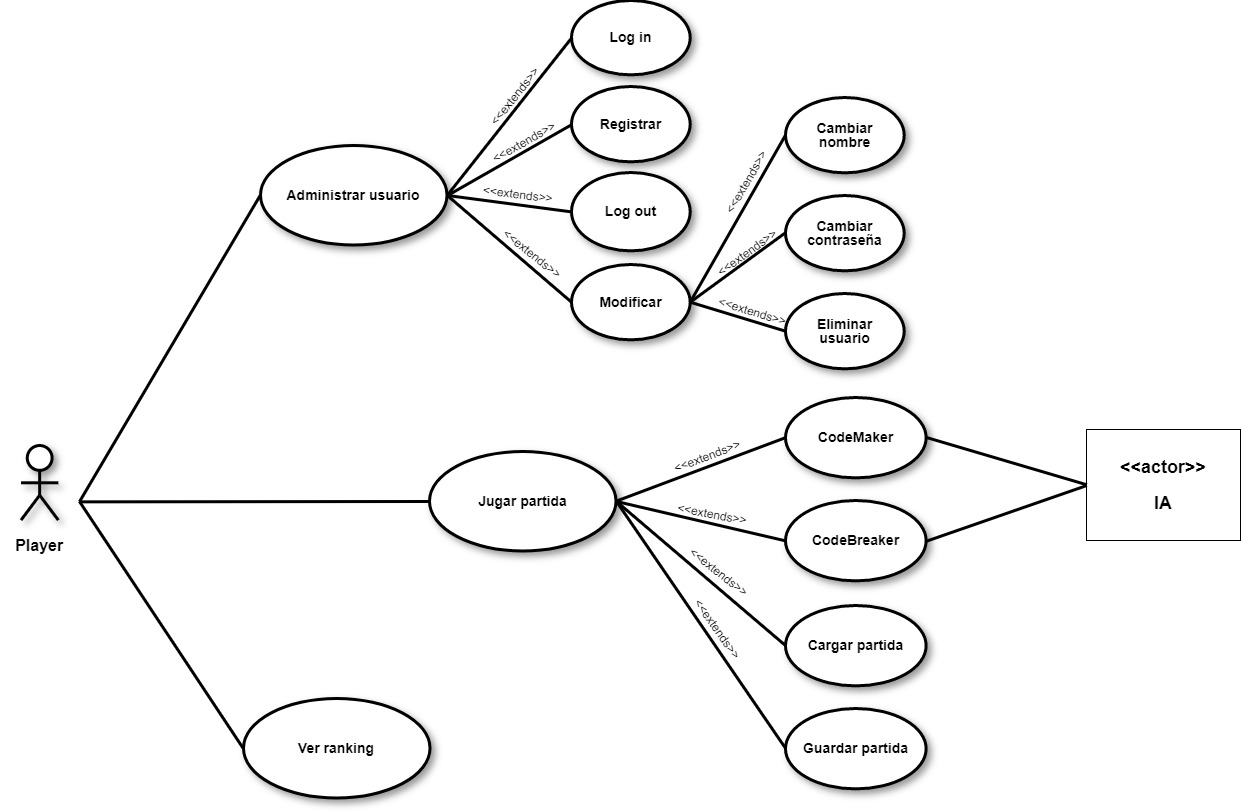 Log in
<<extends>>
Registrar
<<extends>>
Administrar usuario
<<extends>>
Log out
<<extends>>
Modificar
Cambiar
nombre
<<extends>>
Cambiar
contraseña
<<extends>>
<<extends>>
Eliminar
usuario
Player
Jugar partida
<<extends>>
CodeMaker
<<extends>>
CodeBreaker
<<extends>>
Cargar partida
<<extends>>
Guardar partida
<<actor>>
IA
Ver ranking